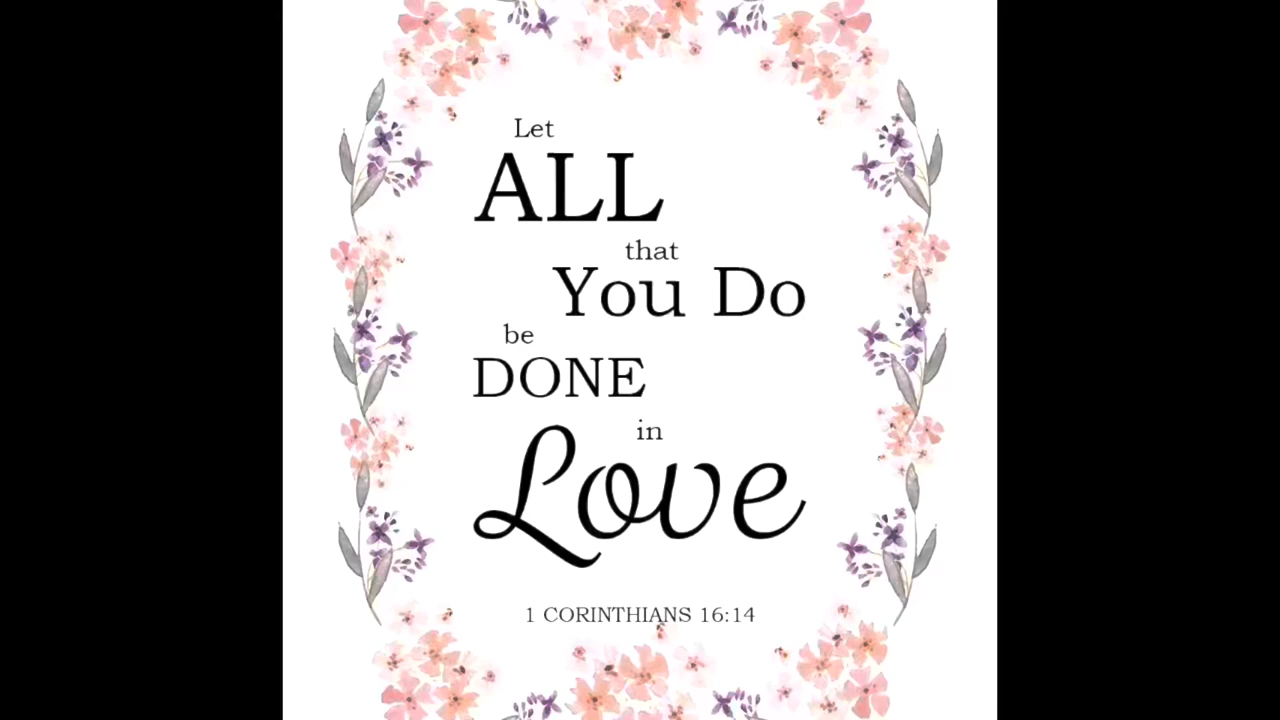 Let
ALL
that
You Do
be
DONE
in
Love
1 CORINTHIANS 16:14